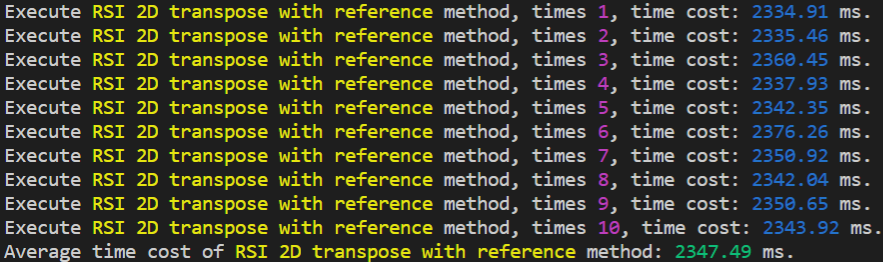 Execute RSI 2D transpose with reference method, times 1, time cost: 2334.91 ms.
Execute RSI 2D transpose with reference method, times 2, time cost: 2335.46 ms.
Execute RSI 2D transpose with reference method, times 3, time cost: 2360.45 ms.
Execute RSI 2D transpose with reference method, times 4, time cost: 2337.93 ms.
Execute RSI 2D transpose with reference method, times 5, time cost: 2342.35 ms.
Execute RSI 2D transpose with reference method, times 6, time cost: 2376.26 ms.
Execute RSI 2D transpose with reference method, times 7, time cost: 2350.92 ms.
Execute RSI 2D transpose with reference method, times 8, time cost: 2342.04 ms.
Execute RSI 2D transpose with reference method, times 9, time cost: 2350.65 ms.
Execute RSI 2D transpose with reference method, times 10, time cost: 2343.92 ms.
Average time cost of RSI 2D transpose with reference method: 2347.49 ms.